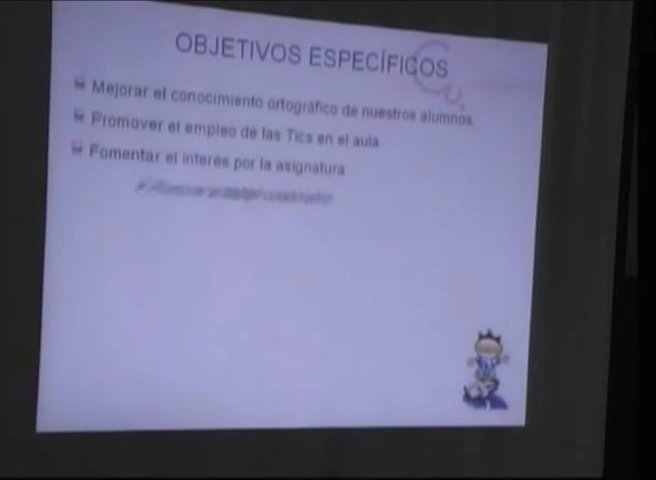 OBJETIVOS ESPECÍFICOS
Mejorar el conocimiento ortográfico de nuestros alumnos.
Promover el empleo de las Tics en el aula
Fomentar el interés por la asignatura